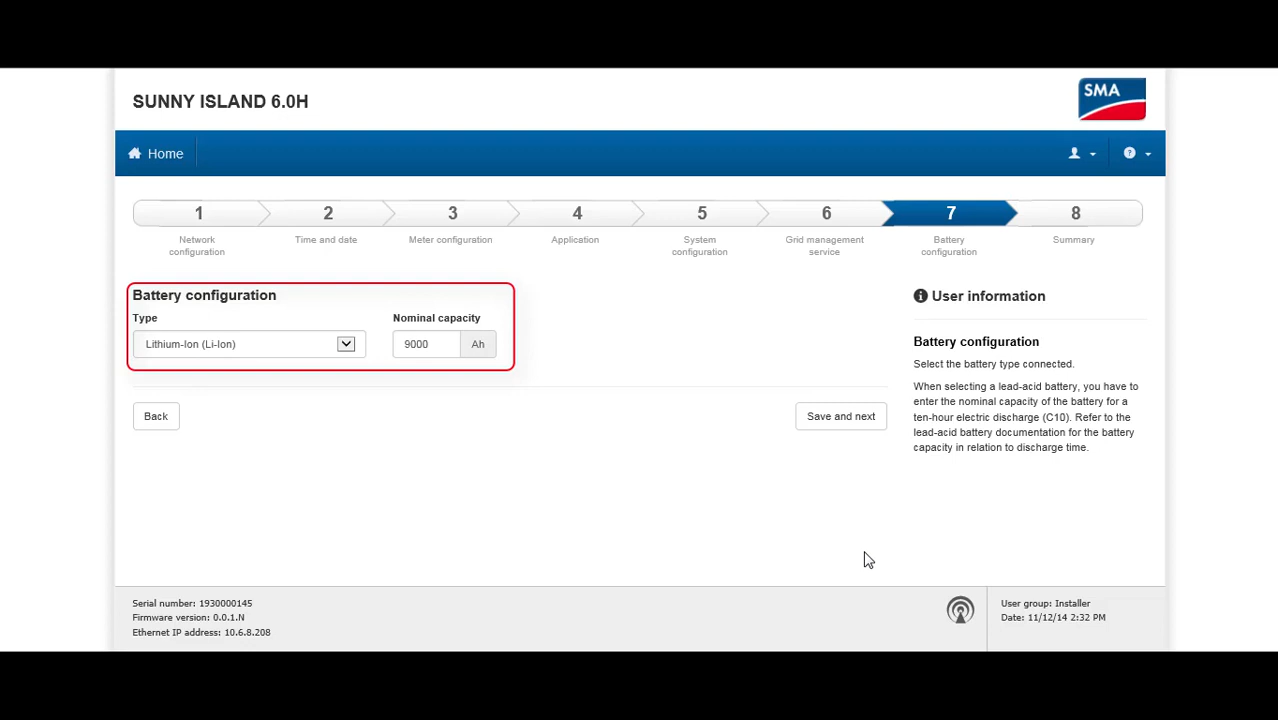 SUNNY ISLAND 6.0H
SMA
Home
1
2
3
4
5
6
7
8
Network
configuration
Time and date
Meter configuration
Application
System
configuration
Grid management
service
Battery
configuration
Summary
Battery configuration
Type
Nominal capacity
Lithium-Ion (Li-Ion)
9000
Ah
Back
Save and next
User information
Battery configuration
Select the battery type connected.
When selecting a lead-acid battery, you have to
enter the nominal capacity of the battery for a
ten-hour electric discharge (C10). Refer to the
lead-acid battery documentation for the battery
capacity in relation to discharge time.
Serial number: 1930000145
Firmware version: 0.0.1.N
Ethernet IP address: 10.6.8.208
User group: Installer
Date: 11/12/14 2:32 PM